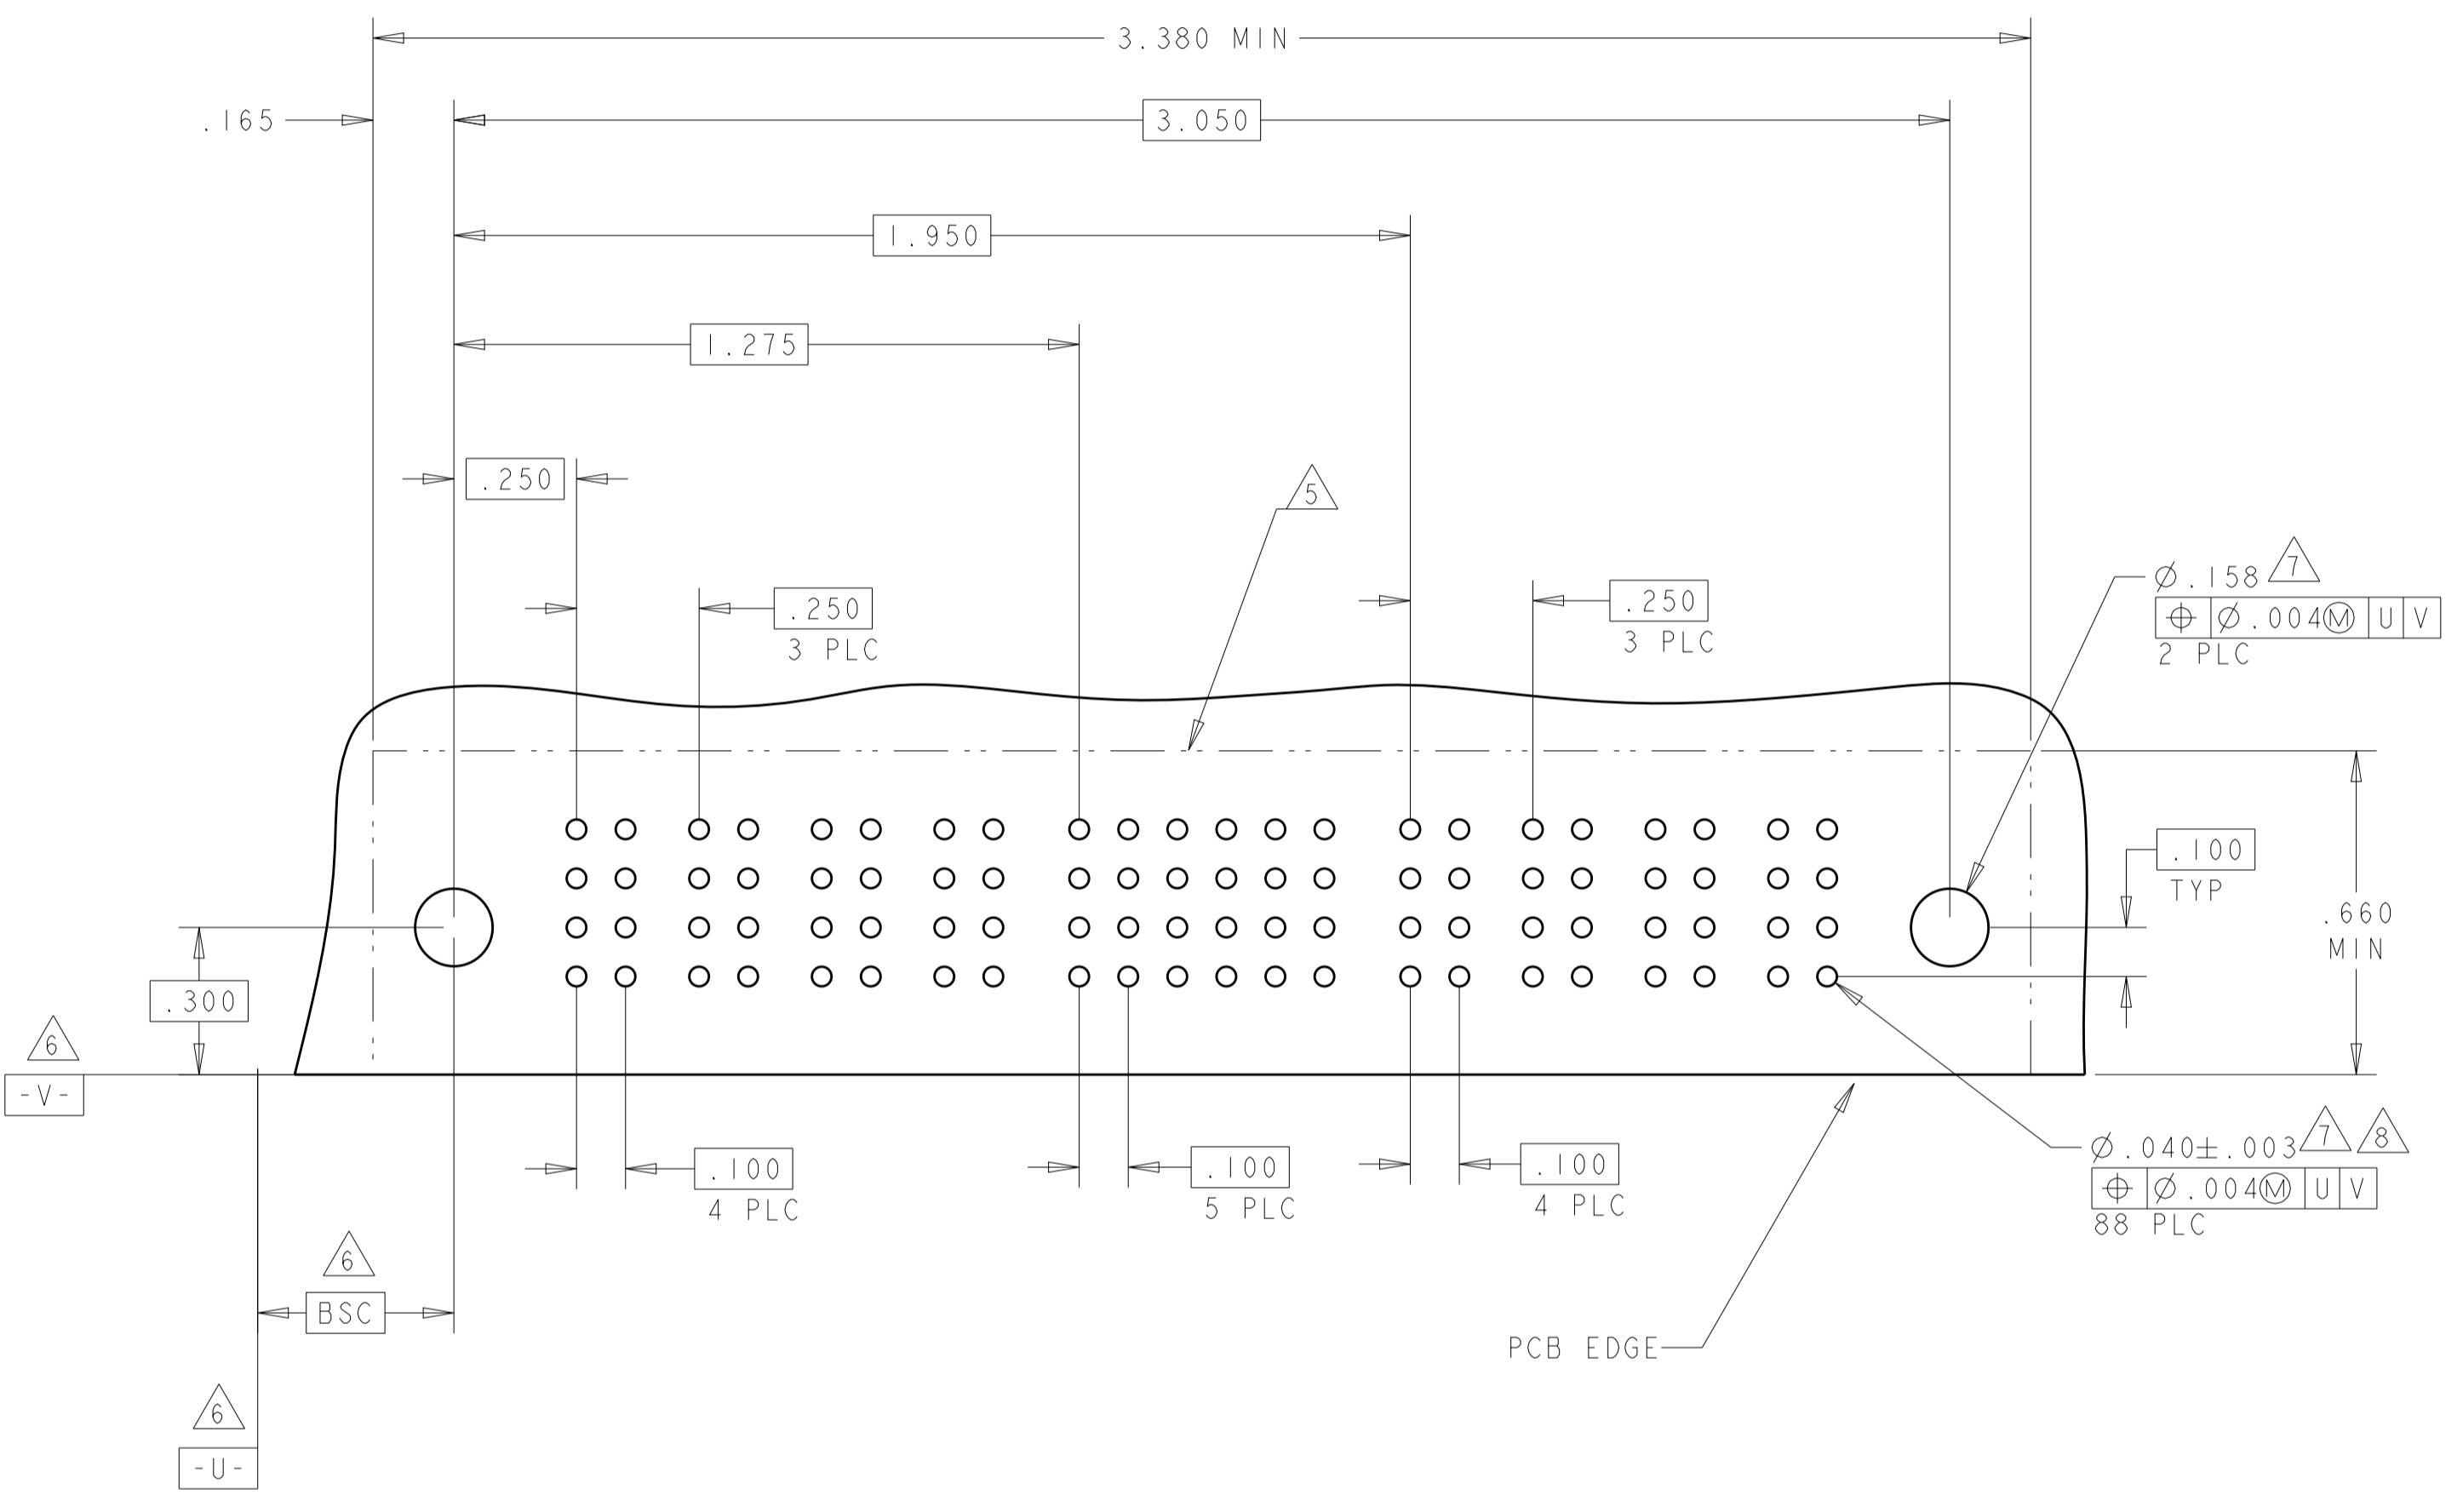 3.380 MIN
.165
3.050
1.950
1.275
.250
5
7
⌀.158
⌖ ⌀.004Ⓜ U V
2 PLC
.250
3 PLC
.250
3 PLC
.100
TYP
.660
MIN
.300
6
-V-
⌀.040±.003 7 8
⌖ ⌀.004Ⓜ U V
88 PLC
.100
4 PLC
.100
5 PLC
.100
4 PLC
6
BSC
PCB EDGE
6
-U-